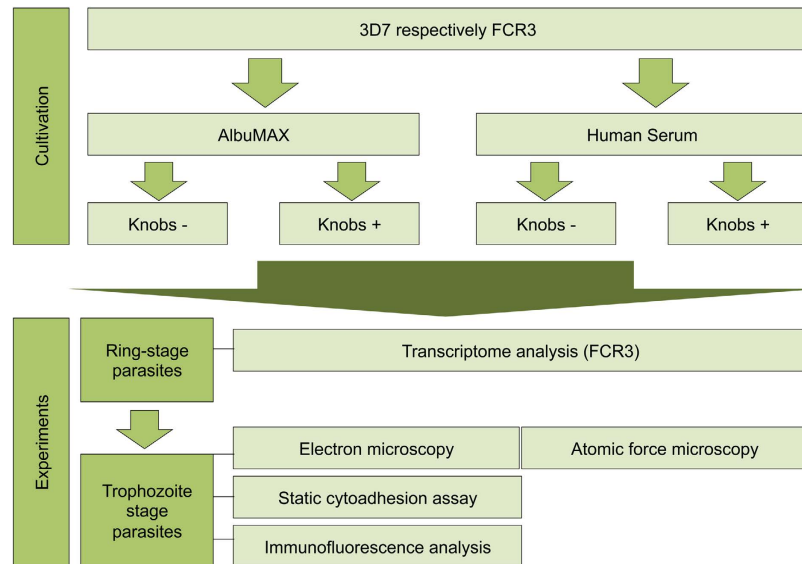 Cultivation
3D7 respectively FCR3
AlbuMAX
Human Serum
Knobs -
Knobs +
Knobs -
Knobs +
Experiments
Ring-stage
parasites
Transcriptome analysis (FCR3)
Trophozoite
stage
parasites
Electron microscopy
Atomic force microscopy
Static cytoadhesion assay
Immunofluorescence analysis